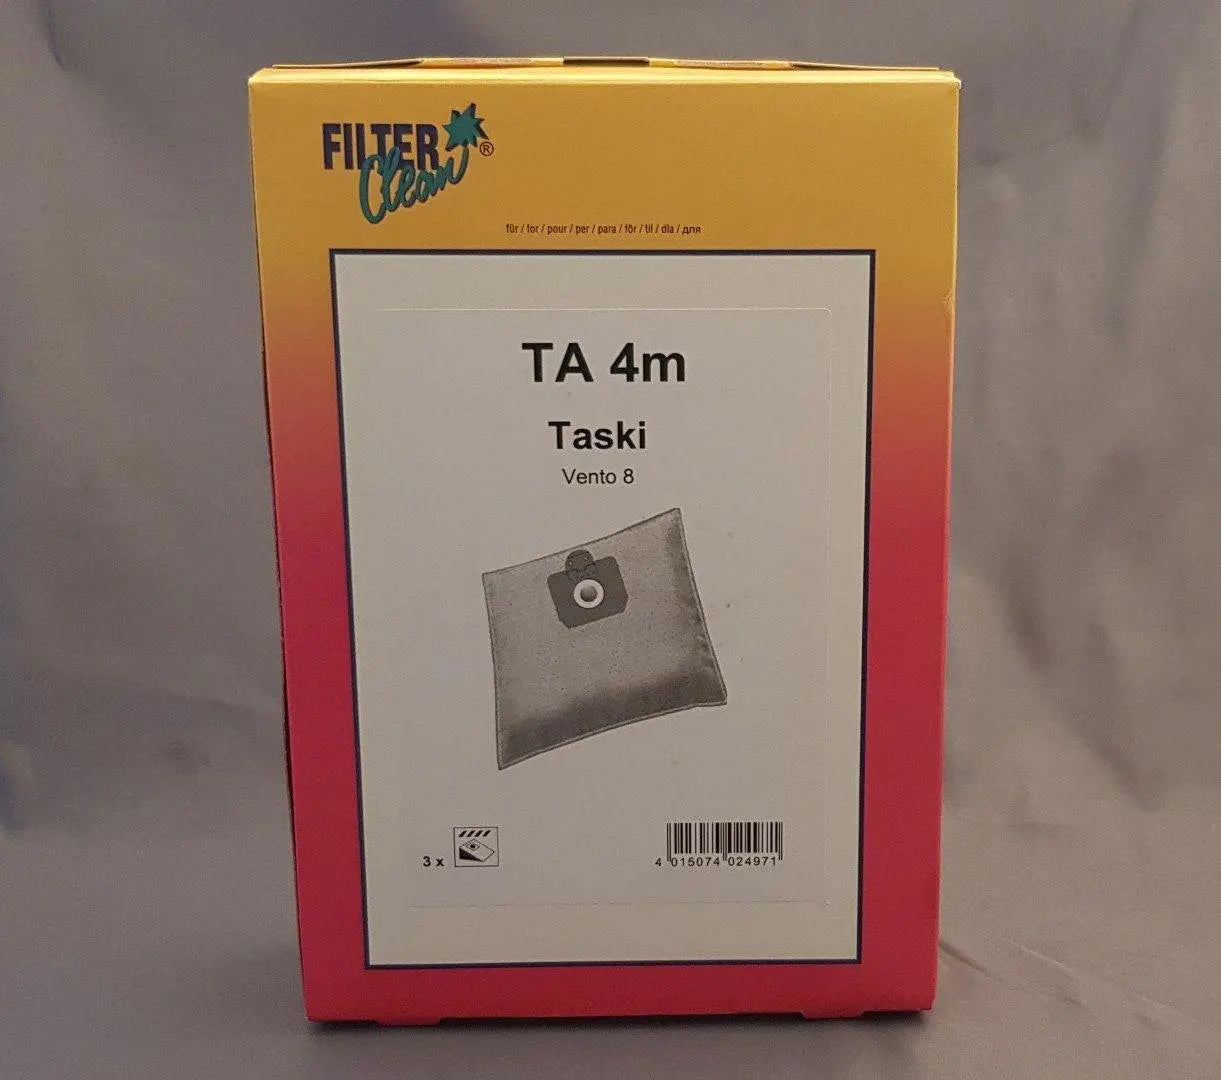 FILTER
Clean ®
für / for / pour / per / para / för / til / dla / для
TA 4m
Taski
Vento 8
3 x
4 015074 024971